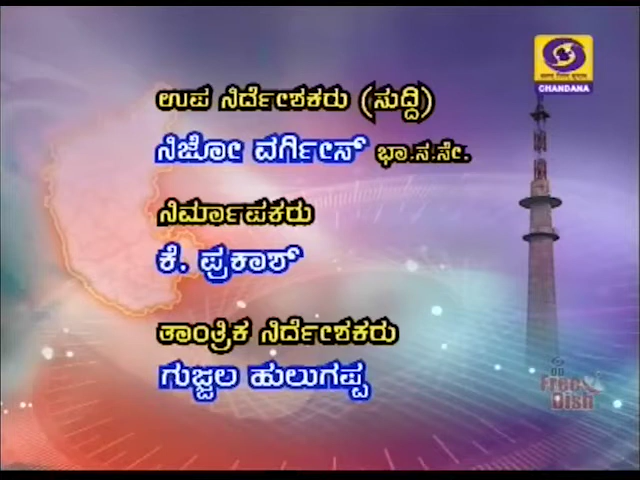 CHANDANA
ಉಪ ನಿರ್ದೇಶಕರು (ಸುದ್ದಿ)
ನಿಜೋ ವರ್ಗೀಸ್ ಭಾ.ಸ.ಸೇ.
ನಿರ್ಮಾಪಕರು
ಕೆ. ಪ್ರಕಾಶ್
ತಾಂತ್ರಿಕ ನಿರ್ದೇಶಕರು
ಗುಜ್ಜಲ ಹುಲುಗಪ್ಪ
DD
Free
Dish